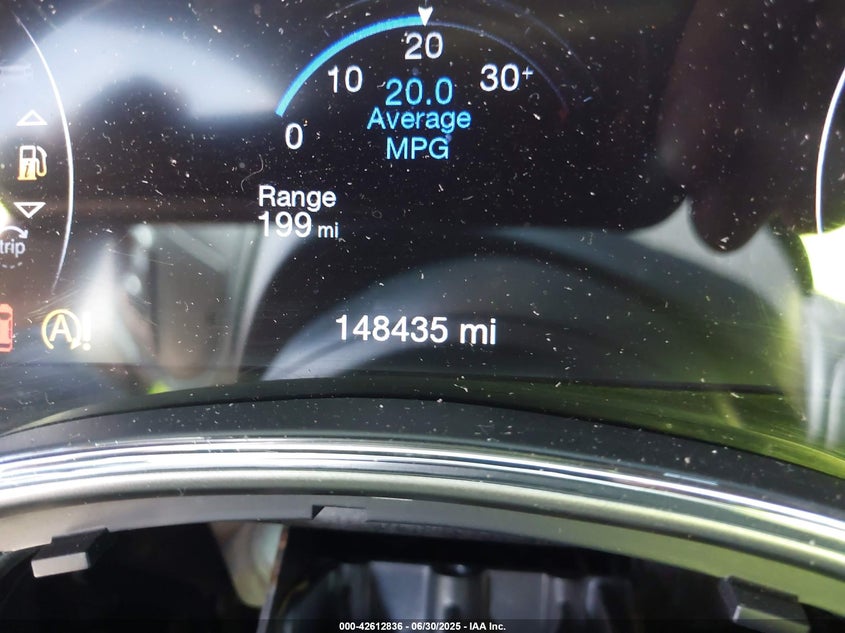 20
10
30+
20.0
Average
0
MPG
Range
199 mi
trip
A !
148435 mi
000-42612836 - 06/30/2025 - IAA Inc.